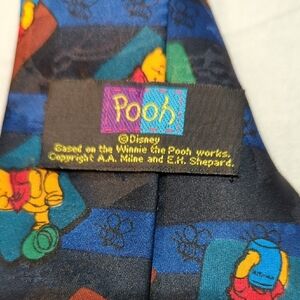 Pooh
©Disney
Based on the Winnie the Pooh works.
Copyright A.A. Milne and E.H. Shepard.